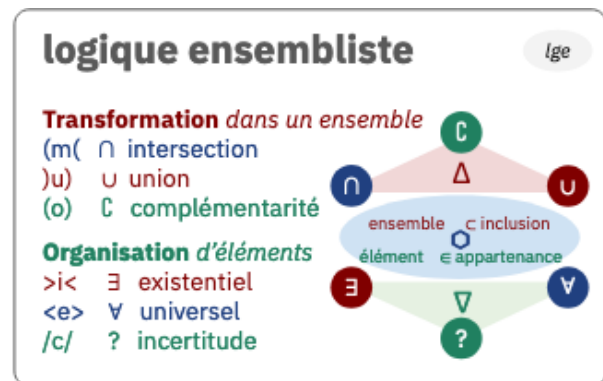 logique ensembliste
lge
Transformation dans un ensemble
(m( ∩ intersection
)u) ∪ union
(o) ∁ complémentarité
Organisation d'éléments
>i< ∃ existentiel
<e> ∀ universel
/c/ ? incertitude
∁
∩ Δ ∪
ensemble ⊂ inclusion
élément ∈ appartenance
∃ ∇ ∀
?